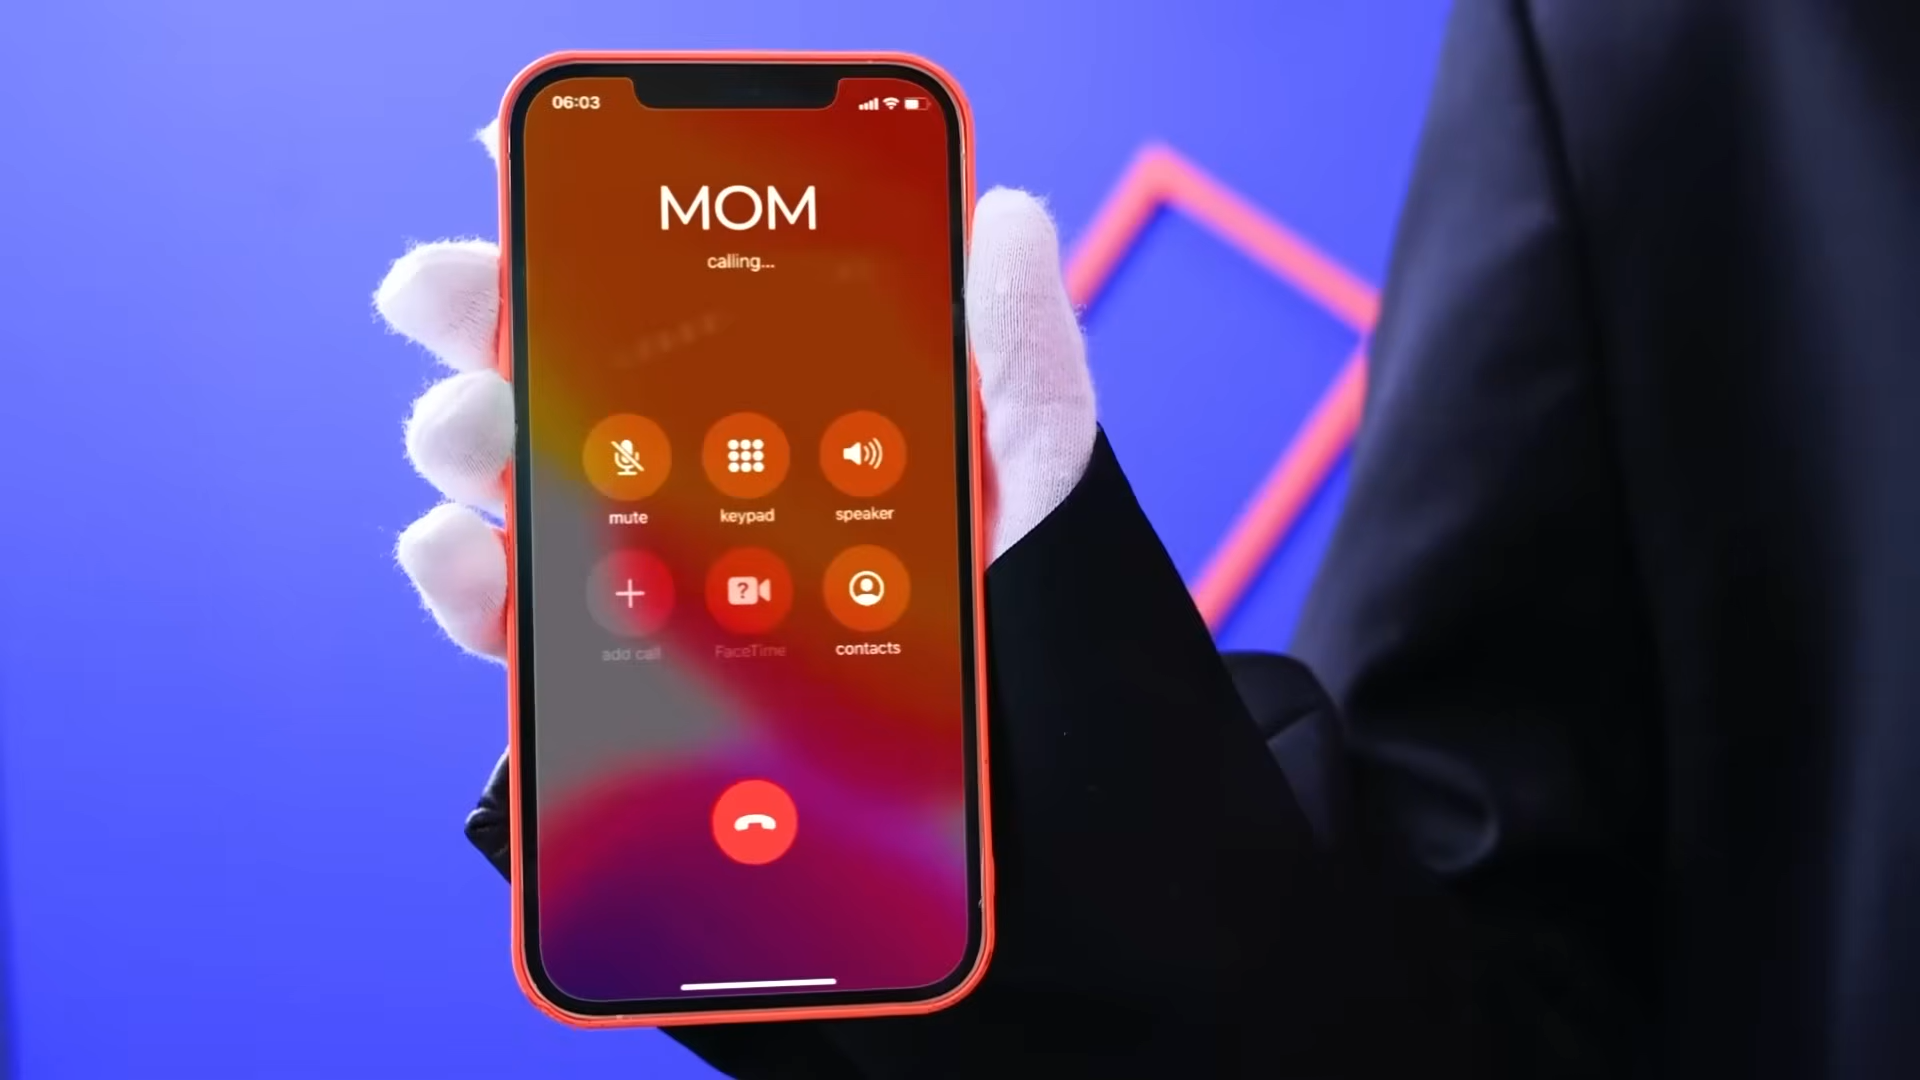 06:03
MOM
calling...
mute keypad speaker
?
add call FaceTime contacts